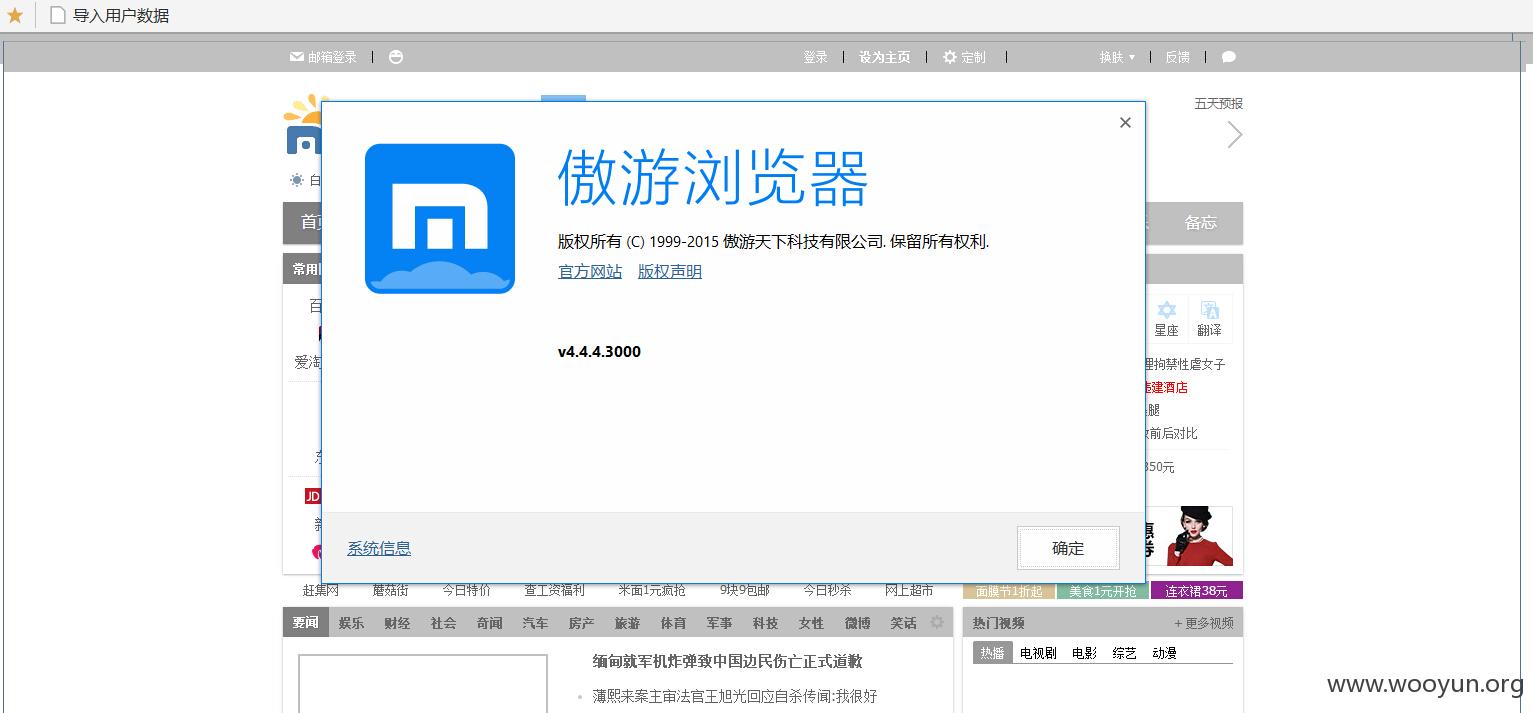 导入用户数据
邮箱登录 登录 设为主页 定制 换肤 反馈
五天预报
傲游浏览器
版权所有 (C) 1999-2015 傲游天下科技有限公司. 保留所有权利.
官方网站 版权声明
v4.4.4.3000
系统信息
确定
首
备忘
常用
百
星座 翻译
爱淘
理拘禁性虐女子
违建酒店
腿
前后对比
350元
JD
赶集网 蘑菇街 今日特价 查工资福利 米面1元疯抢 9块9包邮 今日秒杀 网上超市 面膜节1折起 美食1元开抢 连衣裙38元
要闻 娱乐 财经 社会 奇闻 汽车 房产 旅游 体育 军事 科技 女性 微博 笑话 热门视频 +更多视频
热播 电视剧 电影 综艺 动漫
缅甸就军机炸弹致中国边民伤亡正式道歉
薄熙来案主审法官王旭光回应自杀传闻:我很好
www.wooyun.org